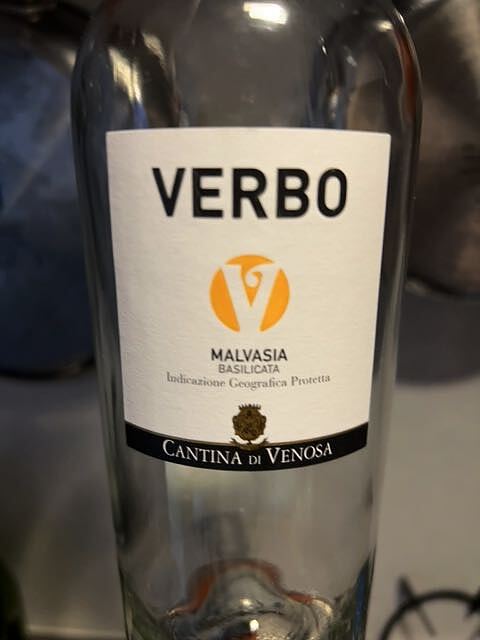 VERBO
V
MALVASIA
BASILICATA
Indicazione Geografica Protetta
CANTINA DI VENOSA